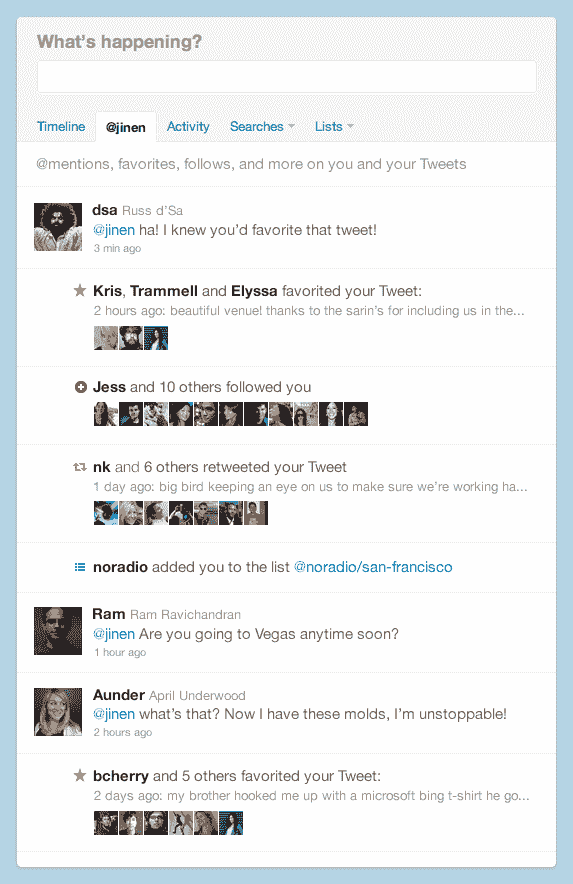 What's happening?
Timeline @jinen Activity Searches Lists
@mentions, favorites, follows, and more on you and your Tweets
dsa Russ d'Sa
@jinen ha! I knew you'd favorite that tweet!
3 min ago
Kris, Trammell and Elyssa favorited your Tweet:
2 hours ago: beautiful venue! thanks to the sarin's for including us in the...
Jess and 10 others followed you
nk and 6 others retweeted your Tweet
1 day ago: big bird keeping an eye on us to make sure we're working ha...
noradio added you to the list @noradio/san-francisco
Ram Ram Ravichandran
@jinen Are you going to Vegas anytime soon?
1 hour ago
Aunder April Underwood
@jinen what's that? Now I have these molds, I'm unstoppable!
2 hours ago
bcherry and 5 others favorited your Tweet:
2 days ago: my brother hooked me up with a microsoft bing t-shirt he go...